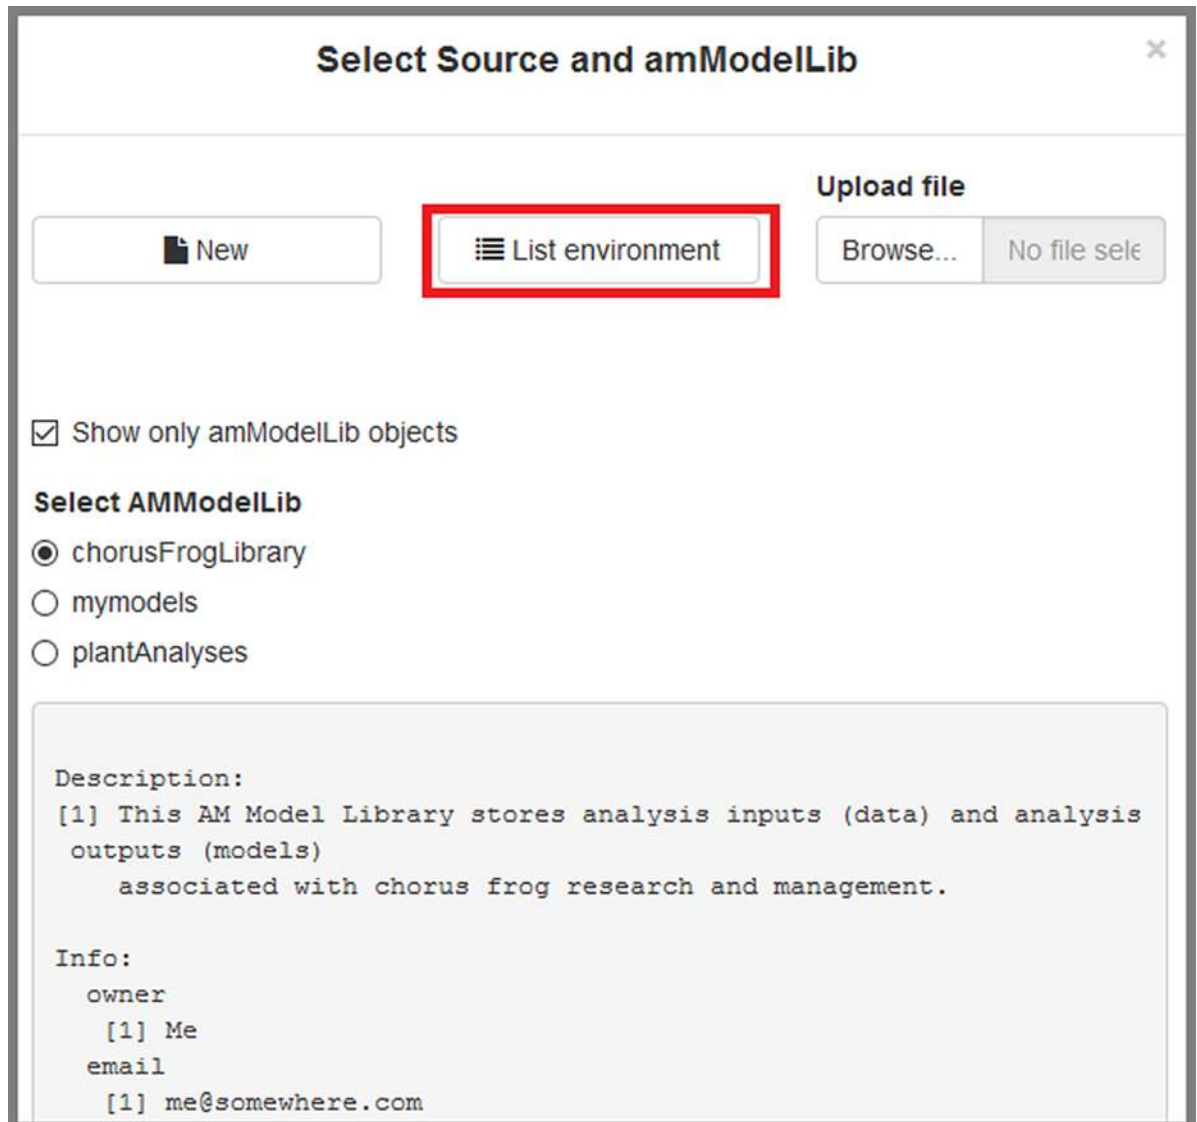 Select Source and amModelLib
×
Upload file
New
List environment
Browse...
No file sele
Show only amModelLib objects
Select AMModelLib
chorusFrogLibrary
mymodels
plantAnalyses
Description:
[1] This AM Model Library stores analysis inputs (data) and analysis
outputs (models)
associated with chorus frog research and management.
Info:
owner
[1] Me
email
[1] me@somewhere.com